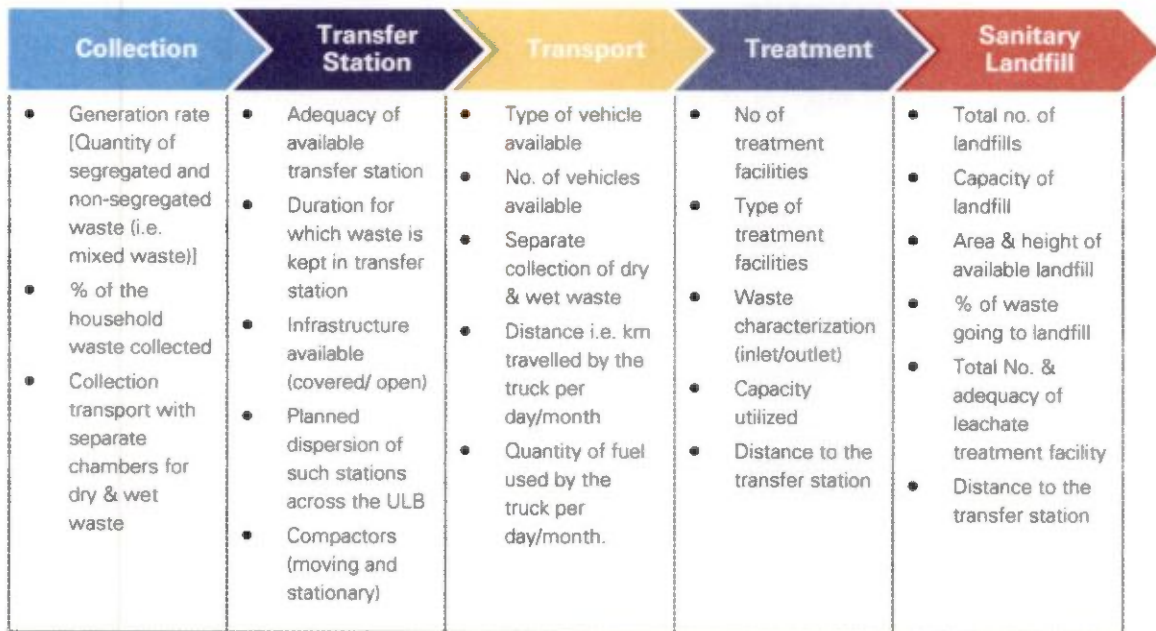 Collection
Transfer
Station
Transport
Treatment
Sanitary
Landfill
• Generation rate
[Quantity of
segregated and
non-segregated
waste (i.e.
mixed waste)]
• % of the
household
waste collected
• Collection
transport with
separate
chambers for
dry & wet
waste
• Adequacy of
available
transfer station
• Duration for
which waste is
kept in transfer
station
• Infrastructure
available
(covered/ open)
• Planned
dispersion of
such stations
across the ULB
• Compactors
(moving and
stationary)
• Type of vehicle
available
• No. of vehicles
available
• Separate
collection of dry
& wet waste
• Distance i.e. km
travelled by the
truck per
day/month
• Quantity of fuel
used by the
truck per
day/month.
• No of
treatment
facilities
• Type of
treatment
facilities
• Waste
characterization
(inlet/outlet)
• Capacity
utilized
• Distance to the
transfer station
• Total no. of
landfills
• Capacity of
landfill
• Area & height of
available landfill
• % of waste
going to landfill
• Total No. &
adequacy of
leachate
treatment facility
• Distance to the
transfer station